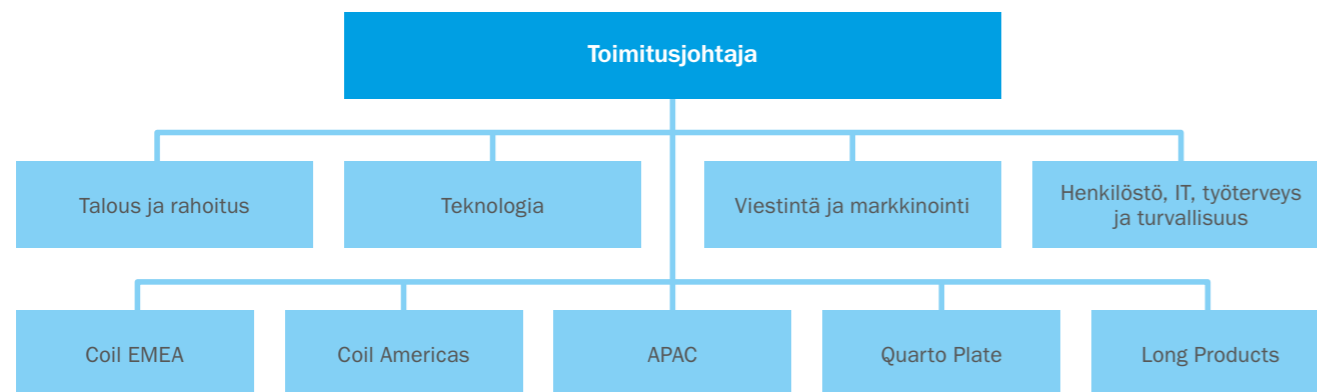 Toimitusjohtaja
Talous ja rahoitus
Teknologia
Viestintä ja markkinointi
Henkilöstö, IT, työterveys
ja turvallisuus
Coil EMEA
Coil Americas
APAC
Quarto Plate
Long Products